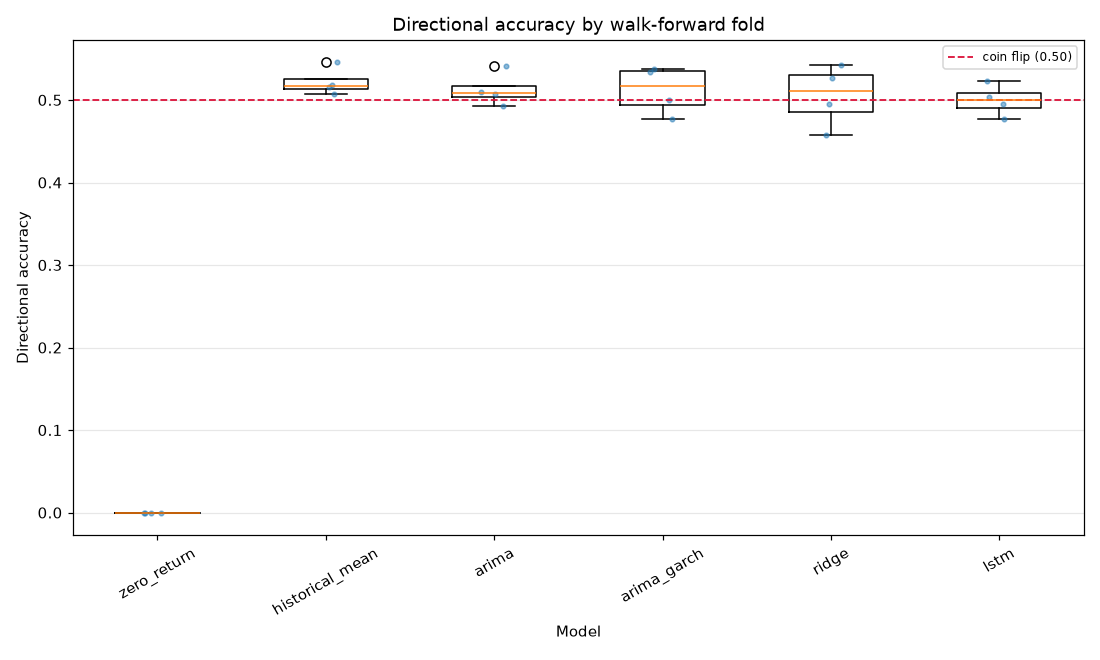 Directional accuracy by walk-forward fold
coin flip (0.50)
Directional accuracy
0.5
0.4
0.3
0.2
0.1
0.0
zero_return
historical_mean
arima
arima_garch
ridge
lstm
Model